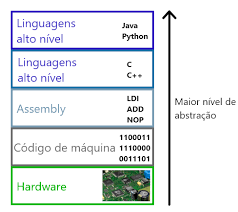 Linguagens
alto nível
Java
Python
Linguagens
alto nível
C
C++
Assembly
LDI
ADD
NOP
Código de máquina
1100011
1110000
0011101
Hardware
Maior nível de
abstração